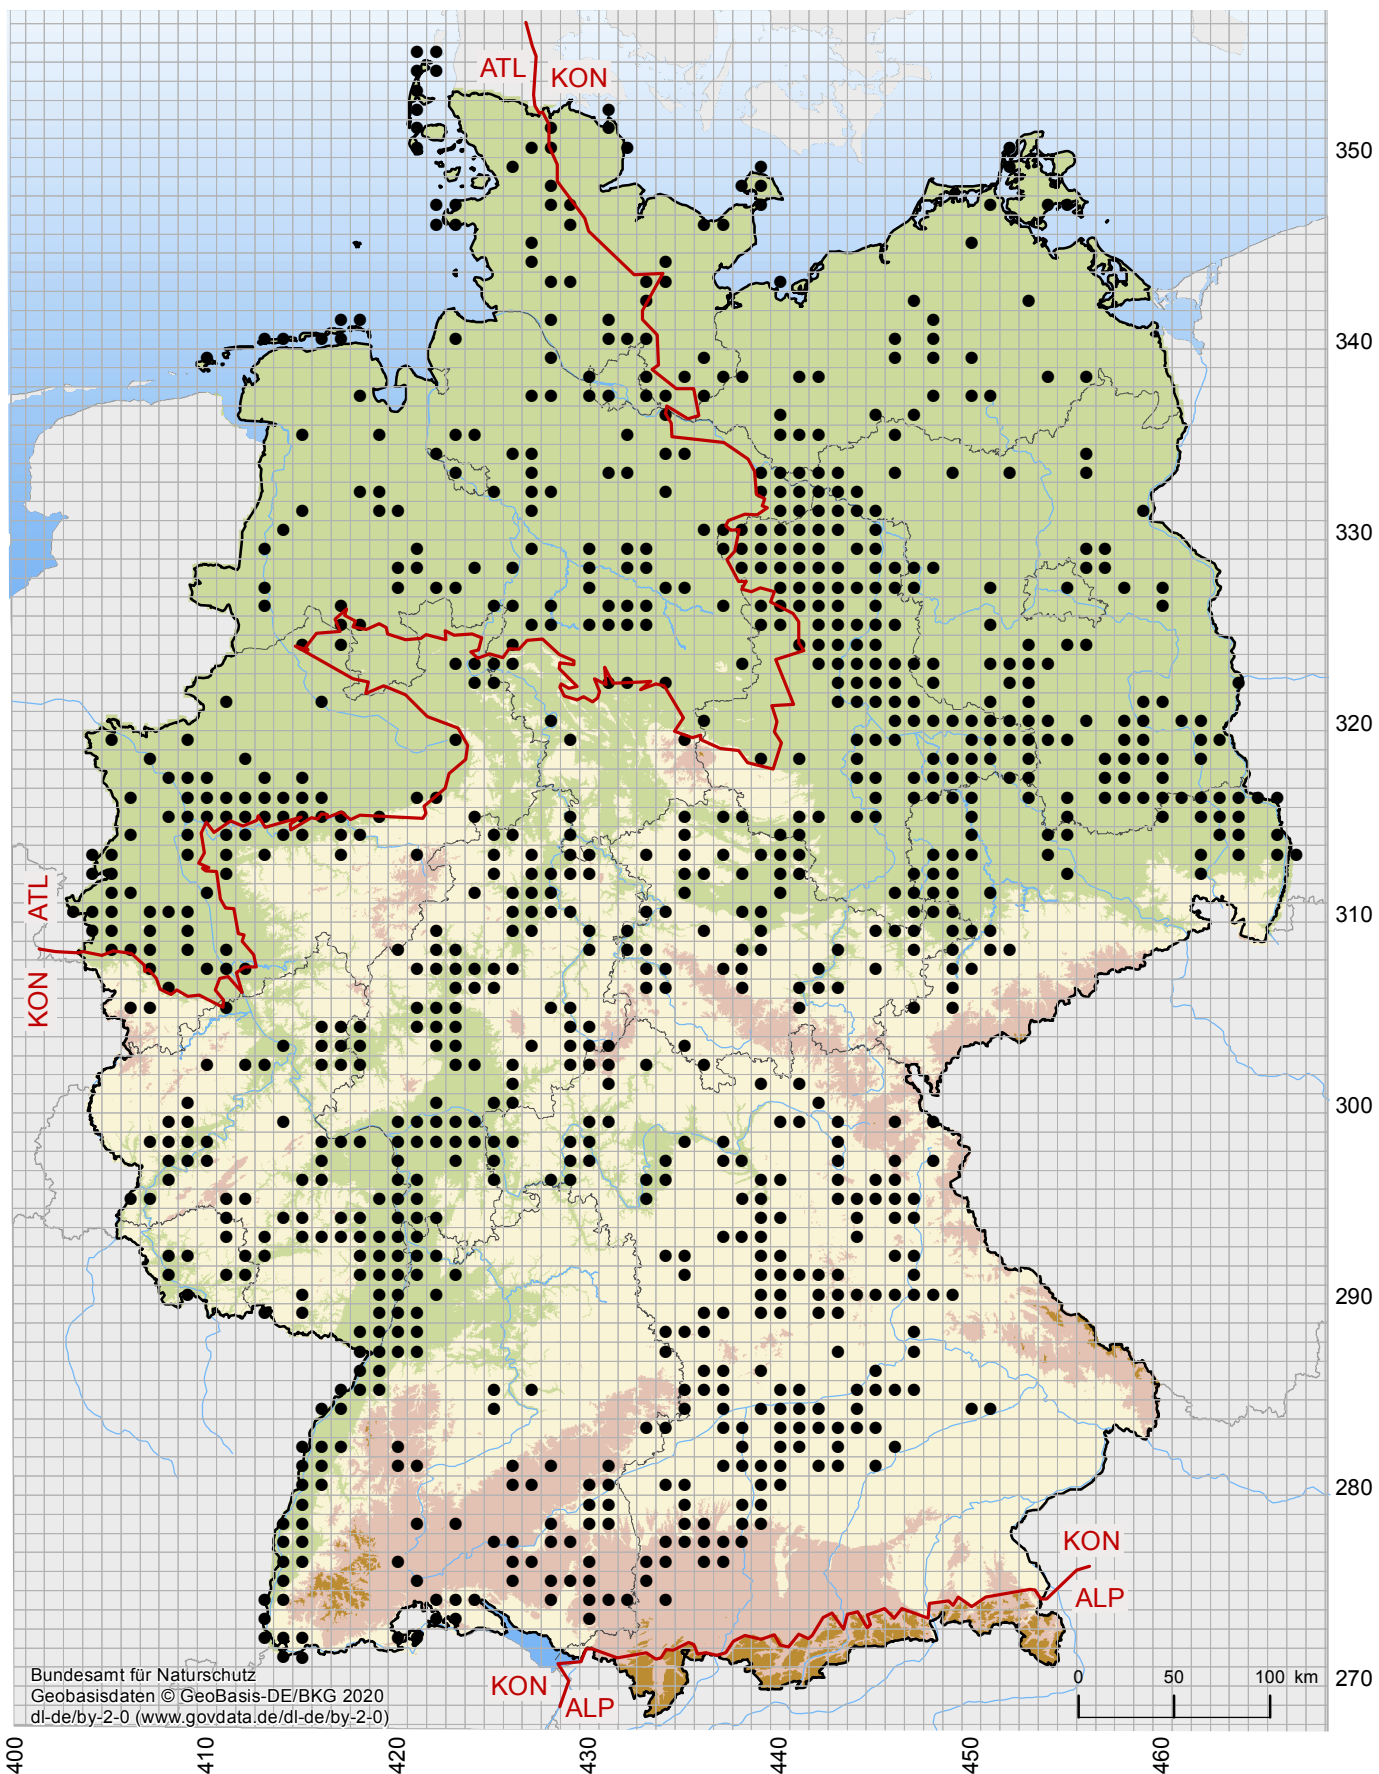 ATL
KON
350
340
330
320
310
ATL
KON
300
290
280
KON
ALP
270
KON
ALP
Bundesamt für Naturschutz
Geobasisdaten © GeoBasis-DE/BKG 2020
dl-de/by-2-0 (www.govdata.de/dl-de/by-2-0)
0 50 100 km
400 410 420 430 440 450 460